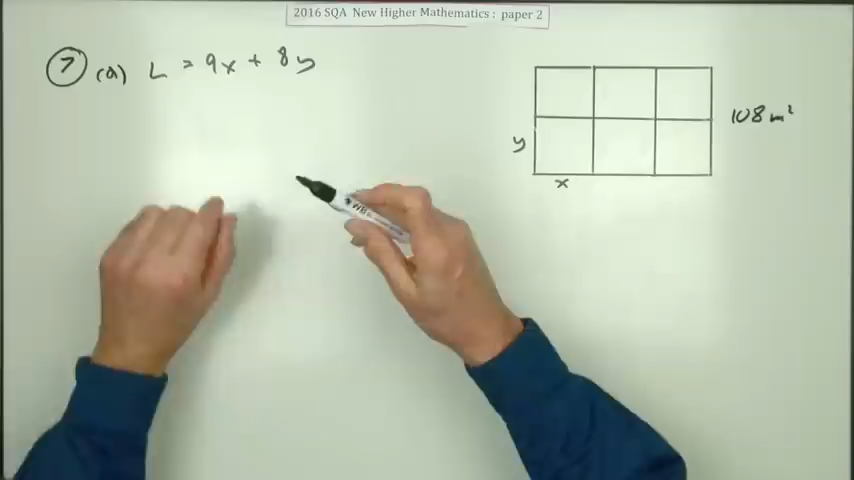 2016 SQA New Higher Mathematics : paper 2
7 (a) L = 9x + 8y
108 m²
y
x